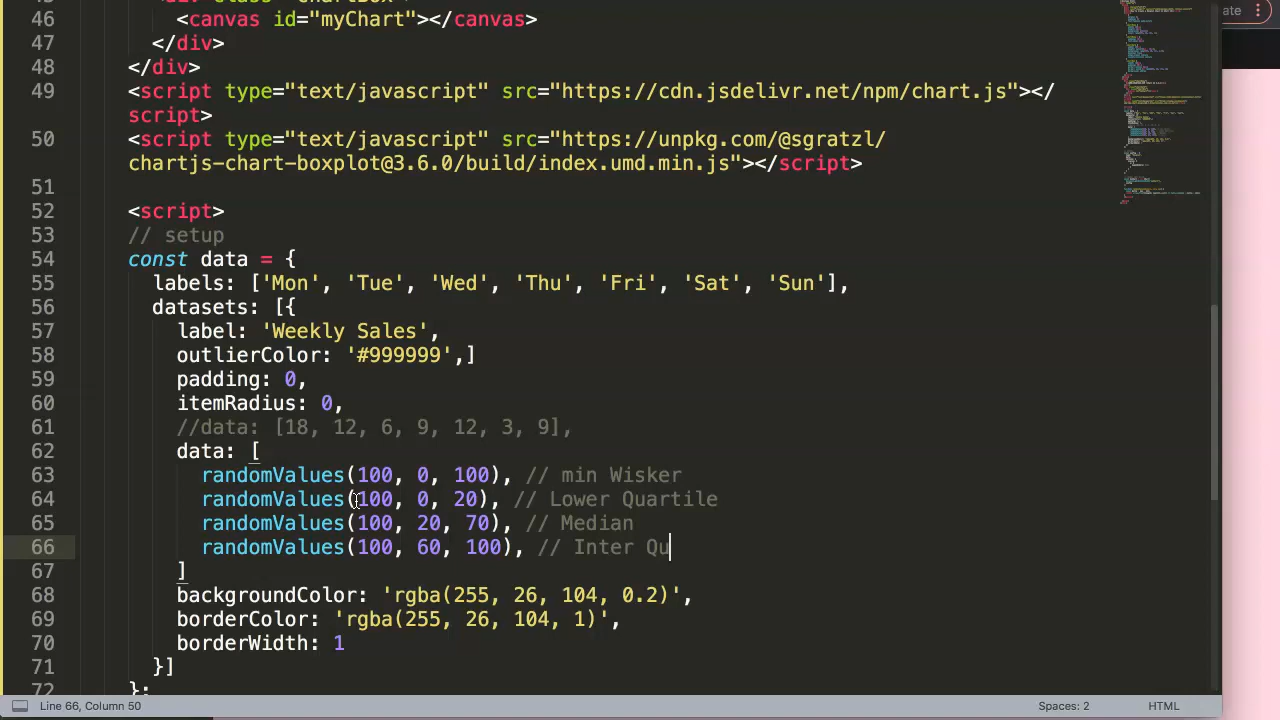 ate
45
46 <canvas id="myChart"></canvas>
47 </div>
48 </div>
49 <script type="text/javascript" src="https://cdn.jsdelivr.net/npm/chart.js"></
script>
50 <script type="text/javascript" src="https://unpkg.com/@sgratzl/
chartjs-chart-boxplot@3.6.0/build/index.umd.min.js"></script>
51
52 <script>
53 // setup
54 const data = {
55 labels: ['Mon', 'Tue', 'Wed', 'Thu', 'Fri', 'Sat', 'Sun'],
56 datasets: [{
57 label: 'Weekly Sales',
58 outlierColor: '#999999',]
59 padding: 0,
60 itemRadius: 0,
61 //data: [18, 12, 6, 9, 12, 3, 9],
62 data: [
63 randomValues(100, 0, 100), // min Wisker
64 randomValues(100, 0, 20), // Lower Quartile
65 randomValues(100, 20, 70), // Median
66 randomValues(100, 60, 100), // Inter Qu
67 ]
68 backgroundColor: 'rgba(255, 26, 104, 0.2)',
69 borderColor: 'rgba(255, 26, 104, 1)',
70 borderWidth: 1
71 }]
72 };
Line 66, Column 50 Spaces: 2 HTML